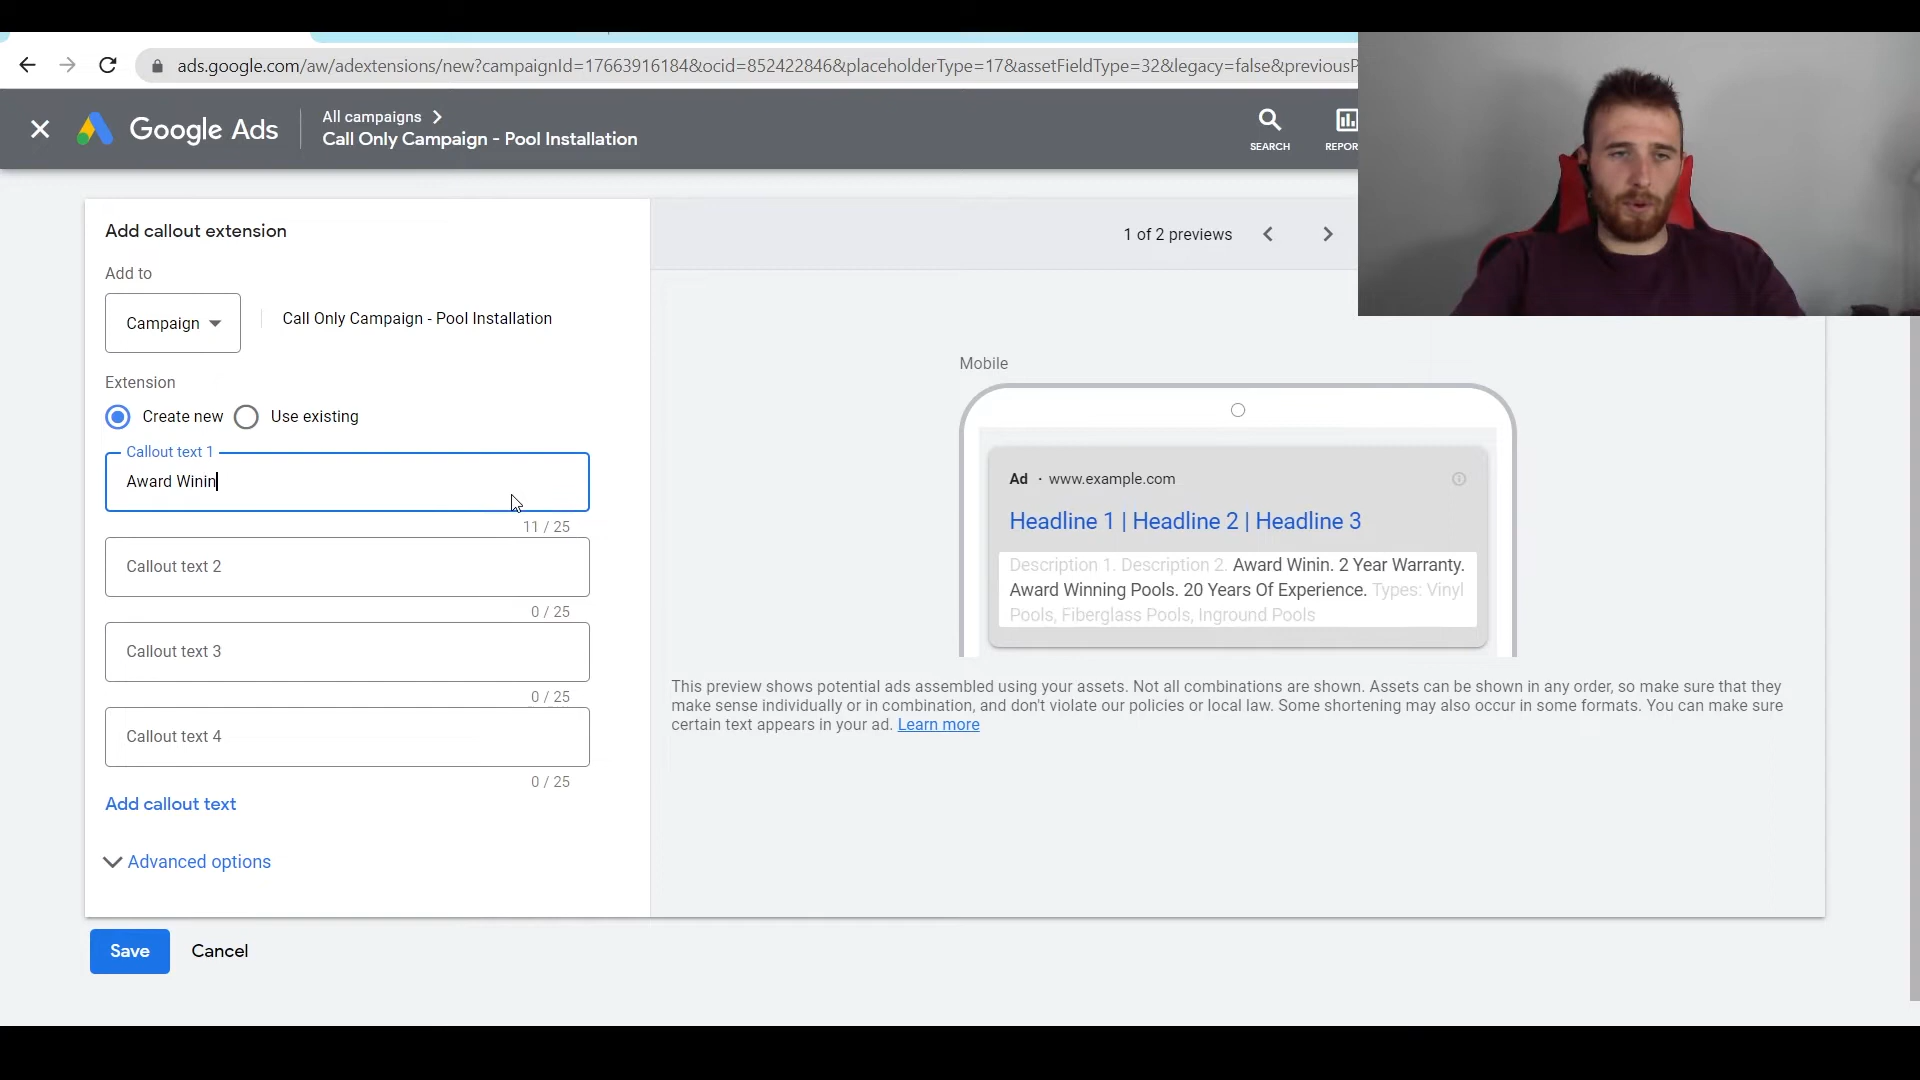 ads.google.com/aw/adextensions/new?campaignId=17663916184&ocid=852422846&placeholderType=17&assetFieldType=32&legacy=false&previousP
Google Ads
All campaigns
Call Only Campaign - Pool Installation
SEARCH
REPOR
Add callout extension
Add to
Campaign
Call Only Campaign - Pool Installation
Extension
Create new
Use existing
Callout text 1
Award Winin
11 / 25
Callout text 2
0 / 25
Callout text 3
0 / 25
Callout text 4
0 / 25
Add callout text
Advanced options
Save
Cancel
1 of 2 previews
Mobile
Ad · www.example.com
Headline 1 | Headline 2 | Headline 3
Description 1. Description 2. Award Winin. 2 Year Warranty.
Award Winning Pools. 20 Years Of Experience. Types: Vinyl
Pools, Fiberglass Pools, Inground Pools
This preview shows potential ads assembled using your assets. Not all combinations are shown. Assets can be shown in any order, so make sure that they
make sense individually or in combination, and don't violate our policies or local law. Some shortening may also occur in some formats. You can make sure
certain text appears in your ad. Learn more